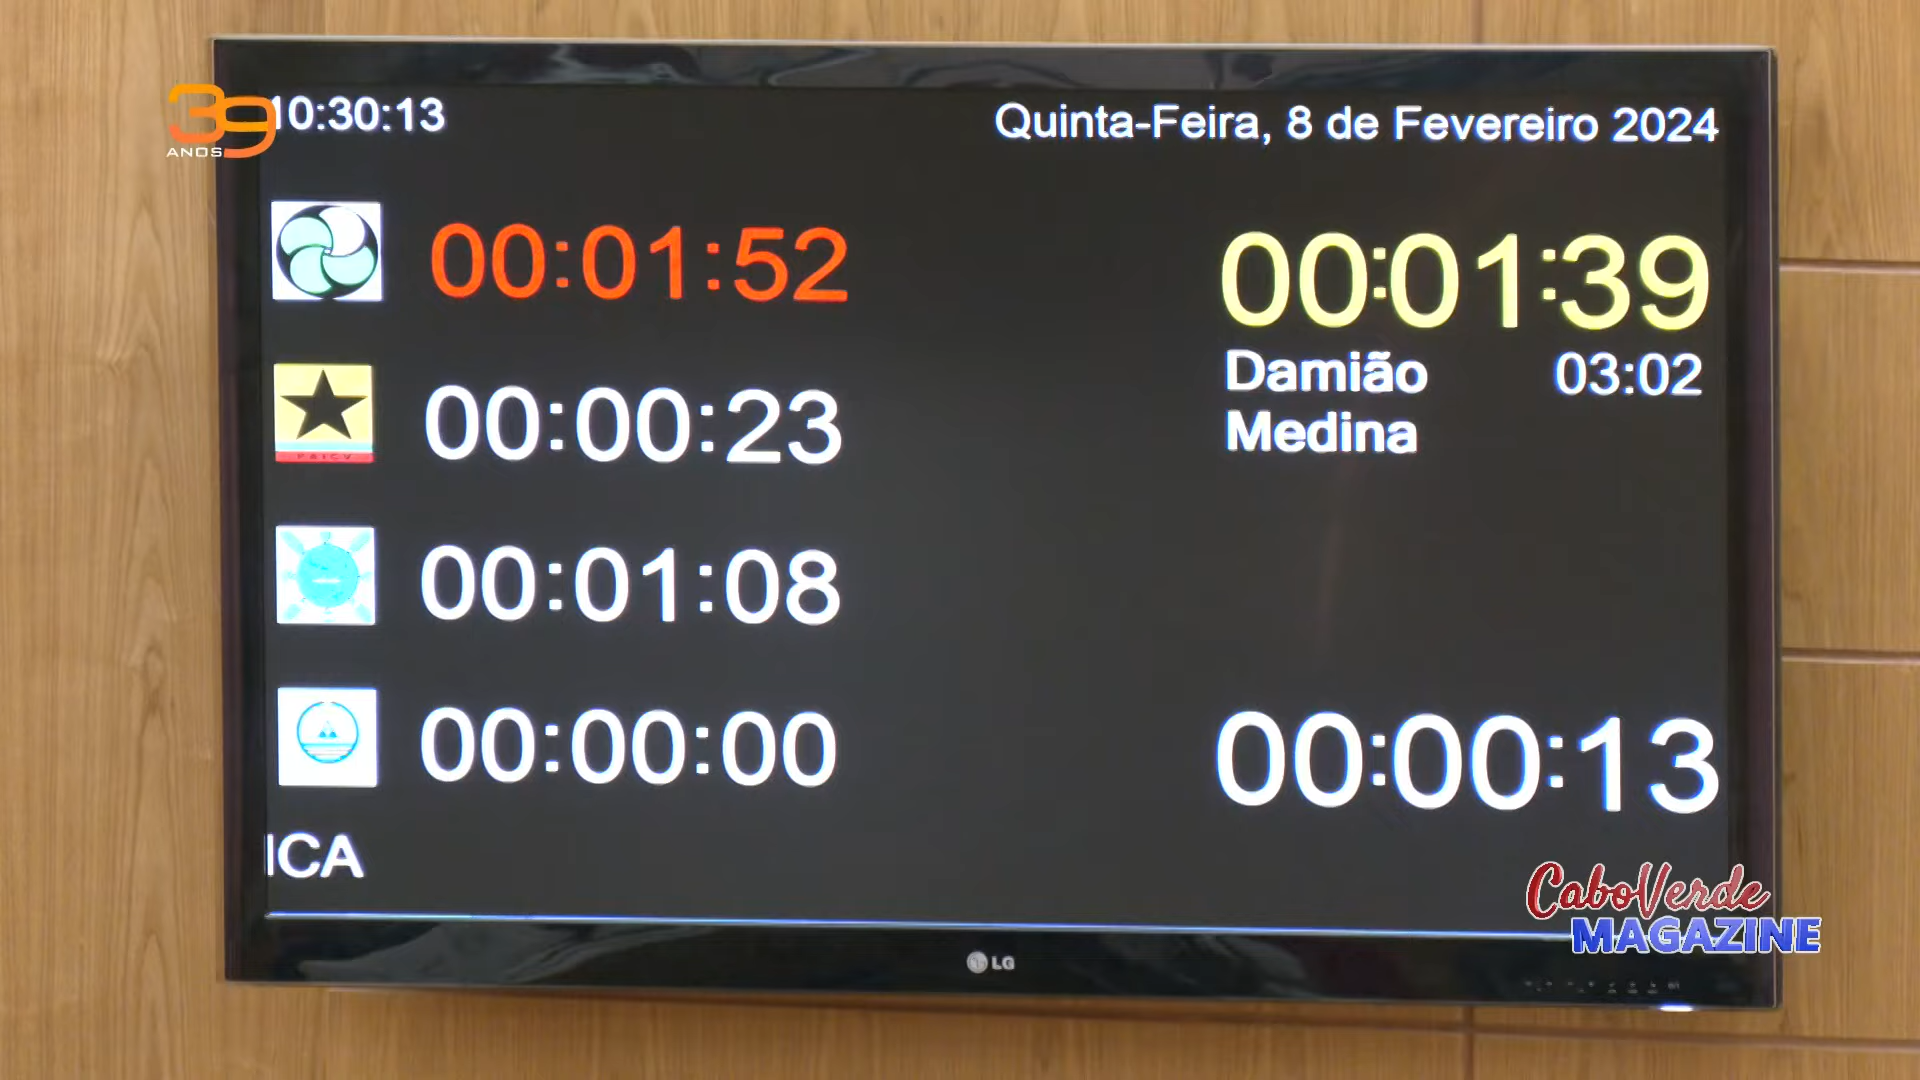 39
ANOS
10:30:13
Quinta-Feira, 8 de Fevereiro 2024
00:01:52
00:01:39
Damião 03:02
Medina
00:00:23
PAICV
00:01:08
00:00:00
00:00:13
ICA
CaboVerde
MAGAZINE
LG